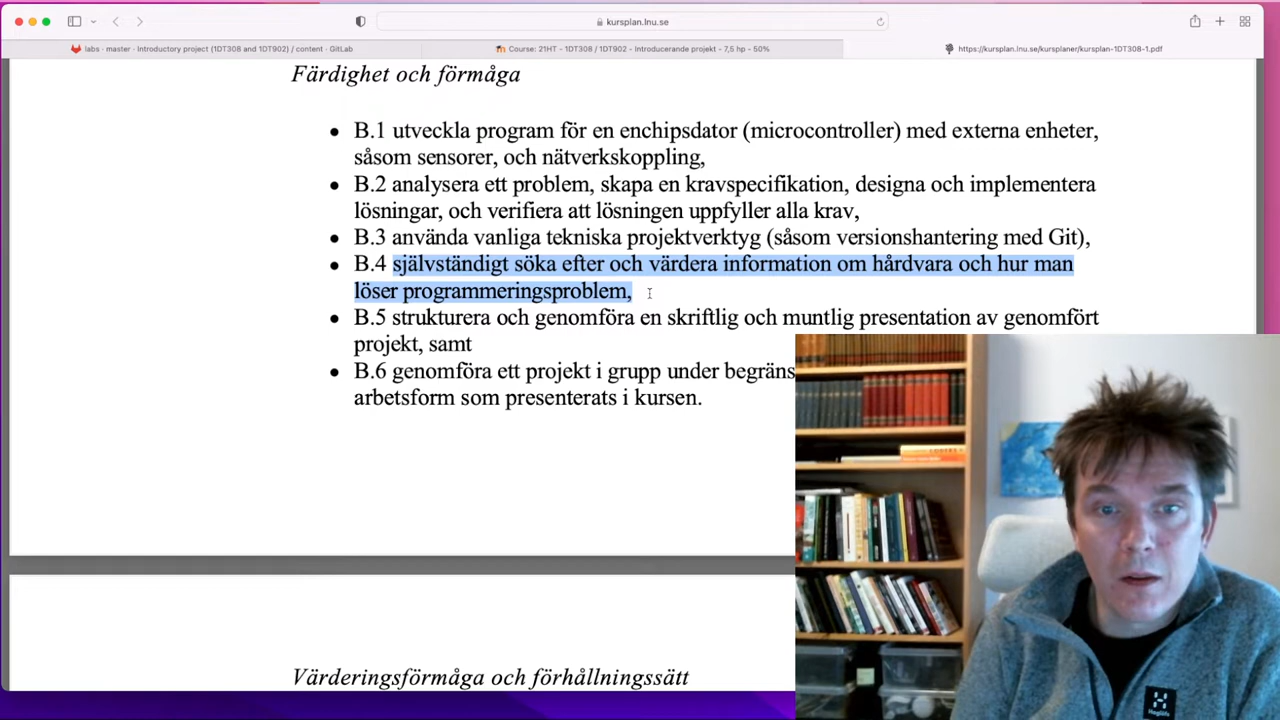 kursplan.lnu.se
labs · master · Introductory project (1DT308 and 1DT902) / content · GitLab
Course: 21HT - 1DT308 / 1DT902 - Introducerande projekt - 7,5 hp - 50%
https://kursplan.lnu.se/kursplaner/kursplan-1DT308-1.pdf
Färdighet och förmåga
• B.1 utveckla program för en enchipsdator (microcontroller) med externa enheter,
såsom sensorer, och nätverkskoppling,
• B.2 analysera ett problem, skapa en kravspecifikation, designa och implementera
lösningar, och verifiera att lösningen uppfyller alla krav,
• B.3 använda vanliga tekniska projektverktyg (såsom versionshantering med Git),
• B.4 självständigt söka efter och värdera information om hårdvara och hur man
löser programmeringsproblem,
• B.5 strukturera och genomföra en skriftlig och muntlig presentation av genomfört
projekt, samt
• B.6 genomföra ett projekt i grupp under begräns
arbetsform som presenterats i kursen.
Värderingsförmåga och förhållningssätt
Haglöfs